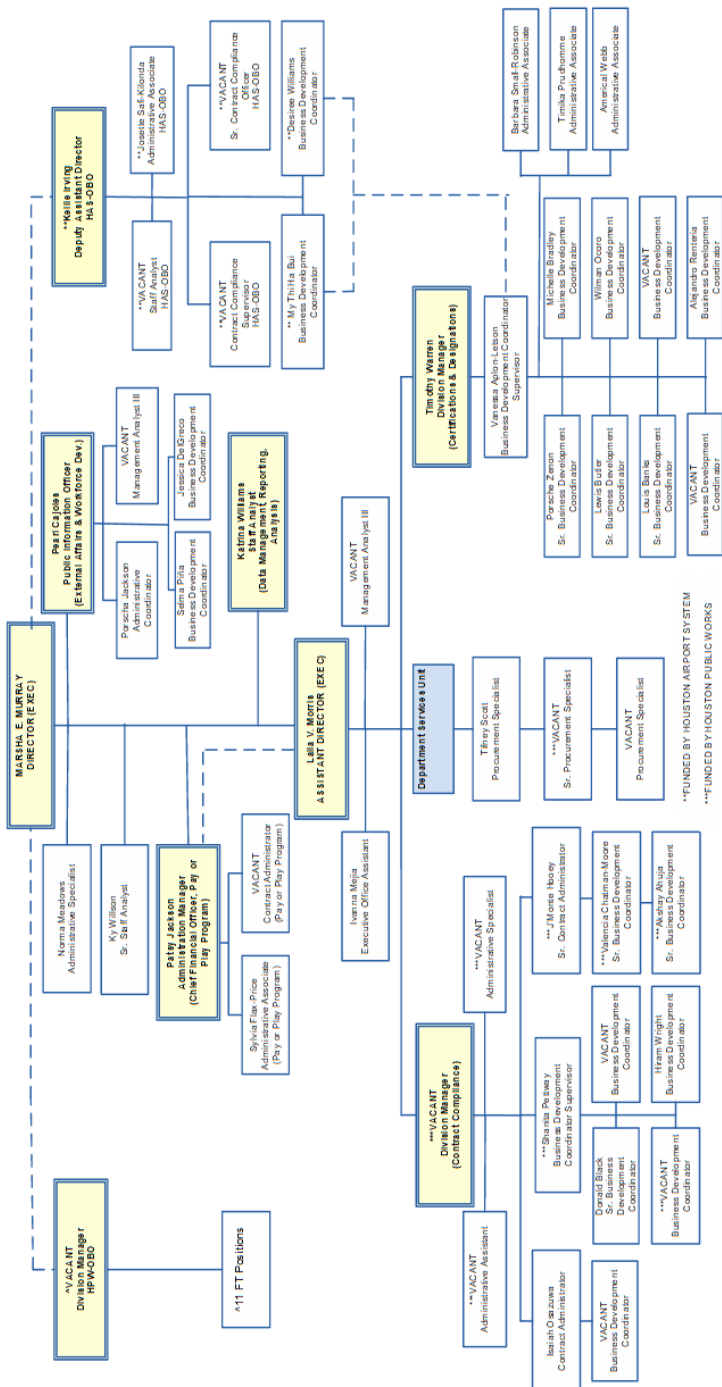 MARSHA E. MURRAY
DIRECTOR (EXEC)
^VACANT
Division Manager
HPW-OBO
^11 FT Positions
Norma Meadows
Administrative Specialist
Ky Wilson
Sr. Staff Analyst
Pearl Cajoles
Public Information Officer
(External Affairs & Workforce Dev.)
Porscha Jackson
Administrative
Coordinator
VACANT
Management Analyst III
Selma Piña
Business Development
Coordinator
Jessica DelGreco
Business Development
Coordinator
**Kellie Irving
Deputy Assistant Director
HAS-OBO
**VACANT
Staff Analyst
HAS-OBO
**Josette Safi-Kilonda
Administrative Associate
HAS-OBO
**VACANT
Contract Compliance
Supervisor
HAS-OBO
**VACANT
Sr. Contract Compliance
Officer
HAS-OBO
** My Thi Ha Bui
Business Development
Coordinator
**Desiree Williams
Business Development
Coordinator
Patsy Jackson
Administration Manager
(Chief Financial Officer, Pay or
Play Program)
Sylvia Flax-Price
Administrative Associate
(Pay or Play Program)
VACANT
Contract Administrator
(Pay or Play Program)
Katrina Williams
Staff Analyst
(Data Management, Reporting,
Analysis)
Lalla V. Morris
ASSISTANT DIRECTOR (EXEC)
Ivanna Mejia
Executive Office Assistant
VACANT
Management Analyst III
***VACANT
Division Manager
(Contract Compliance)
***VACANT
Administrative Assistant
***VACANT
Administrative Specialist
Isaiah Osazuwa
Contract Administrator
VACANT
Business Development
Coordinator
***Shanita Pettway
Business Development
Coordinator Supervisor
Donald Black
Sr. Business
Development
Coordinator
VACANT
Business Development
Coordinator
***VACANT
Business Development
Coordinator
Hiram Wright
Business Development
Coordinator
***J'Monte Hooey
Sr. Contract Administrator
***Valencia Chatman-Moore
Sr. Business Development
Coordinator
***Akshay Ahuja
Sr. Business Development
Coordinator
Department Services Unit
Tifney Scott
Procurement Specialist
***VACANT
Sr. Procurement Specialist
VACANT
Procurement Specialist
Timothy Warren
Division Manager
(Certifications & Designations)
Vanessa Aplon-Letson
Business Development Coordinator
Supervisor
Porsche Zenon
Sr. Business Development
Coordinator
Michelle Bradley
Business Development
Coordinator
Lewis Butler
Sr. Business Development
Coordinator
Wilman Ocoro
Business Development
Coordinator
Louis Banks
Sr. Business Development
Coordinator
VACANT
Business Development
Coordinator
VACANT
Business Development
Coordinator
Alejandro Renteria
Business Development
Coordinator
Barbara Small-Robinson
Administrative Associate
Timika Prudhomme
Administrative Associate
Americal Webb
Administrative Associate
**FUNDED BY HOUSTON AIRPORT SYSTEM
***FUNDED BY HOUSTON PUBLIC WORKS